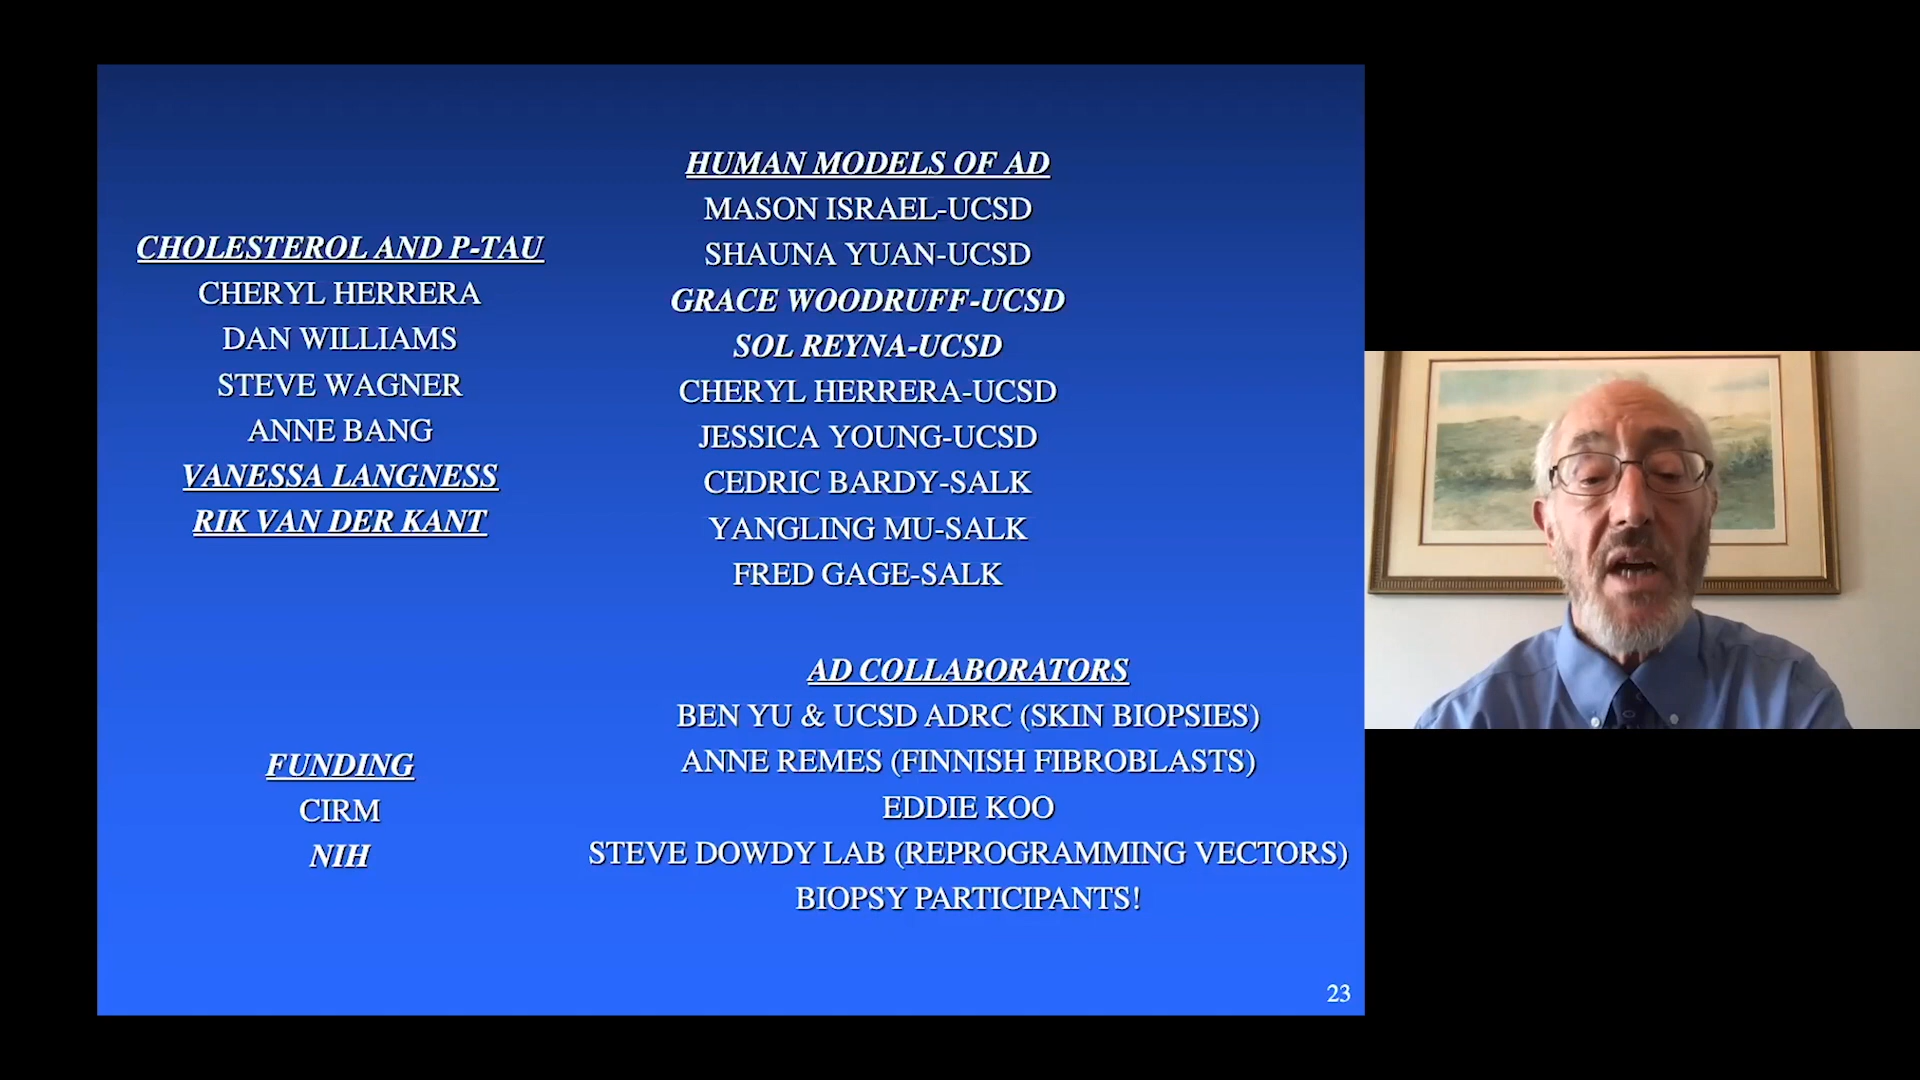 CHOLESTEROL AND P-TAU
CHERYL HERRERA
DAN WILLIAMS
STEVE WAGNER
ANNE BANG
VANESSA LANGNESS
RIK VAN DER KANT
FUNDING
CIRM
NIH
HUMAN MODELS OF AD
MASON ISRAEL-UCSD
SHAUNA YUAN-UCSD
GRACE WOODRUFF-UCSD
SOL REYNA-UCSD
CHERYL HERRERA-UCSD
JESSICA YOUNG-UCSD
CEDRIC BARDY-SALK
YANGLING MU-SALK
FRED GAGE-SALK
AD COLLABORATORS
BEN YU & UCSD ADRC (SKIN BIOPSIES)
ANNE REMES (FINNISH FIBROBLASTS)
EDDIE KOO
STEVE DOWDY LAB (REPROGRAMMING VECTORS)
BIOPSY PARTICIPANTS!
23